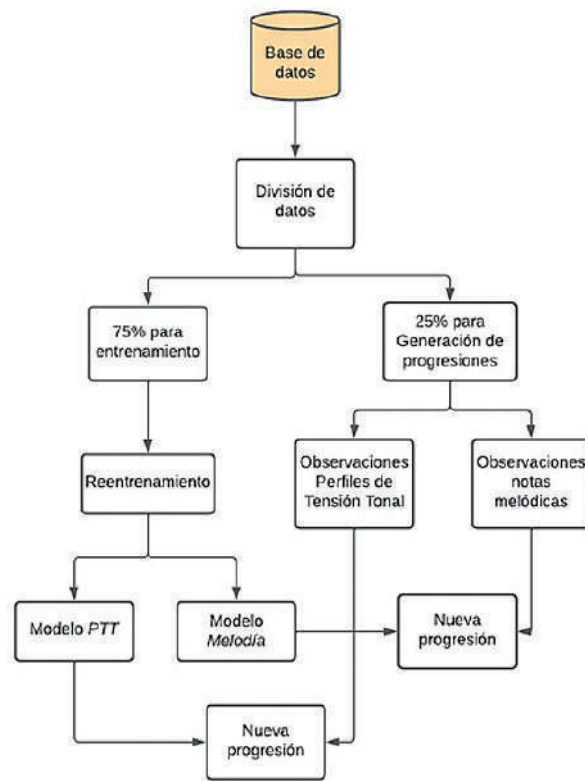 Base de
datos
División de
datos
75% para
entrenamiento
25% para
Generación de
progresiones
Reentrenamiento
Observaciones
Perfiles de
Tensión Tonal
Observaciones
notas
melódicas
Modelo PTT
Modelo
Melodía
Nueva
progresión
Nueva
progresión